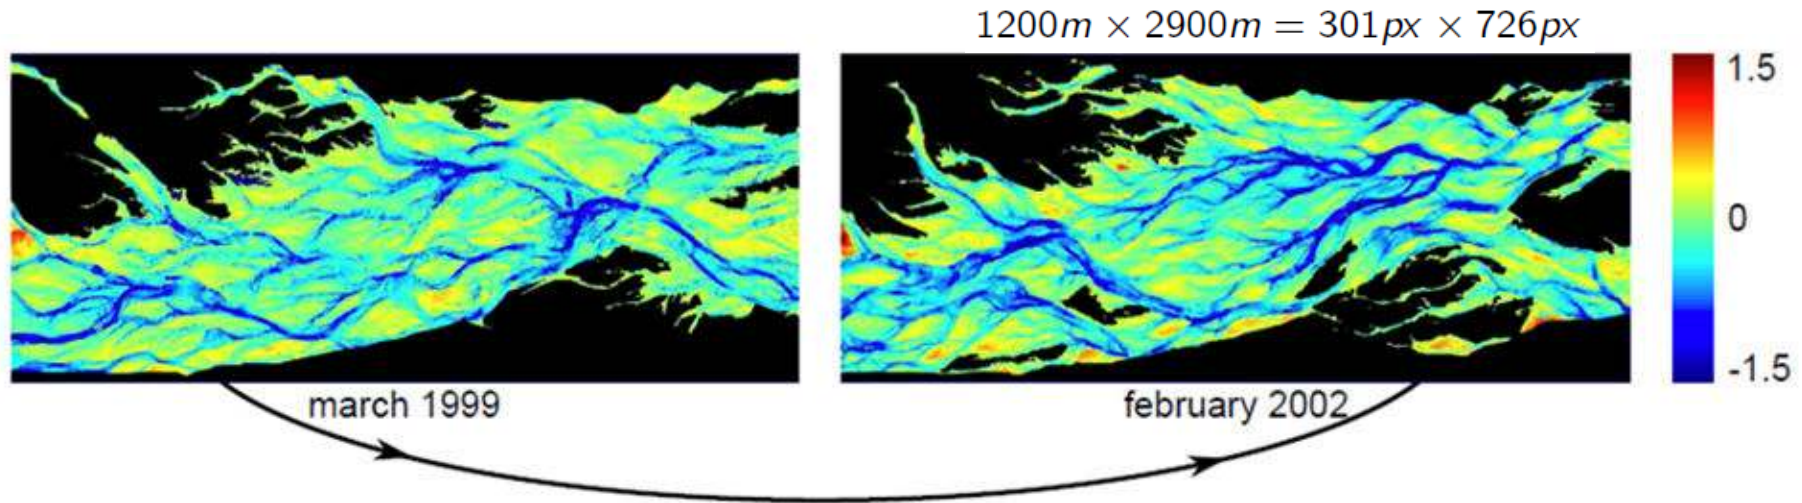 1200m × 2900m = 301px × 726px
1.5
0
-1.5
march 1999
february 2002